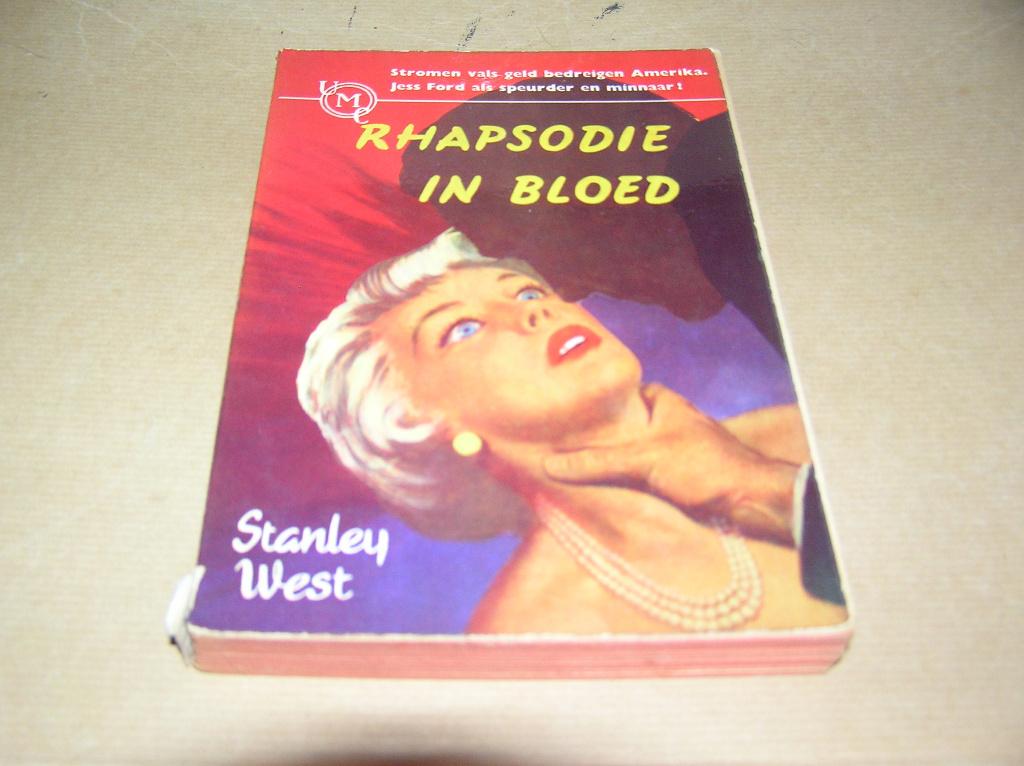 Stromen vals geld bedreigen Amerika.
Jess Ford als speurder en minnaar!
UMC
RHAPSODIE
IN BLOED
Stanley
West